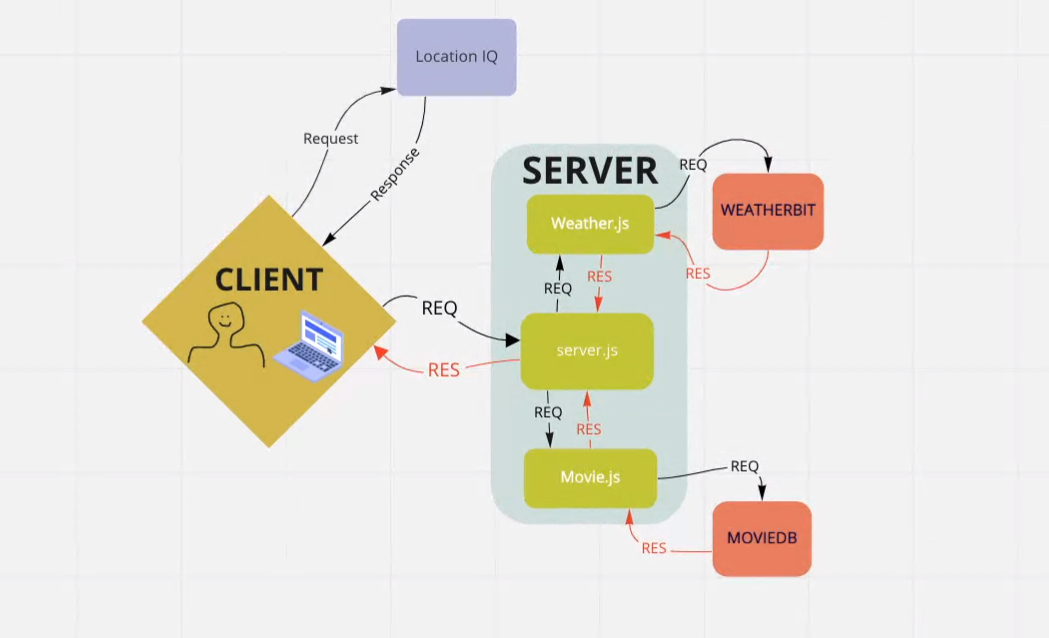 Location IQ
Request
Response
SERVER
REQ
WEATHERBIT
Weather.js
RES
REQ
RES
CLIENT
REQ
server.js
RES
REQ
RES
Movie.js
REQ
MOVIEDB
RES